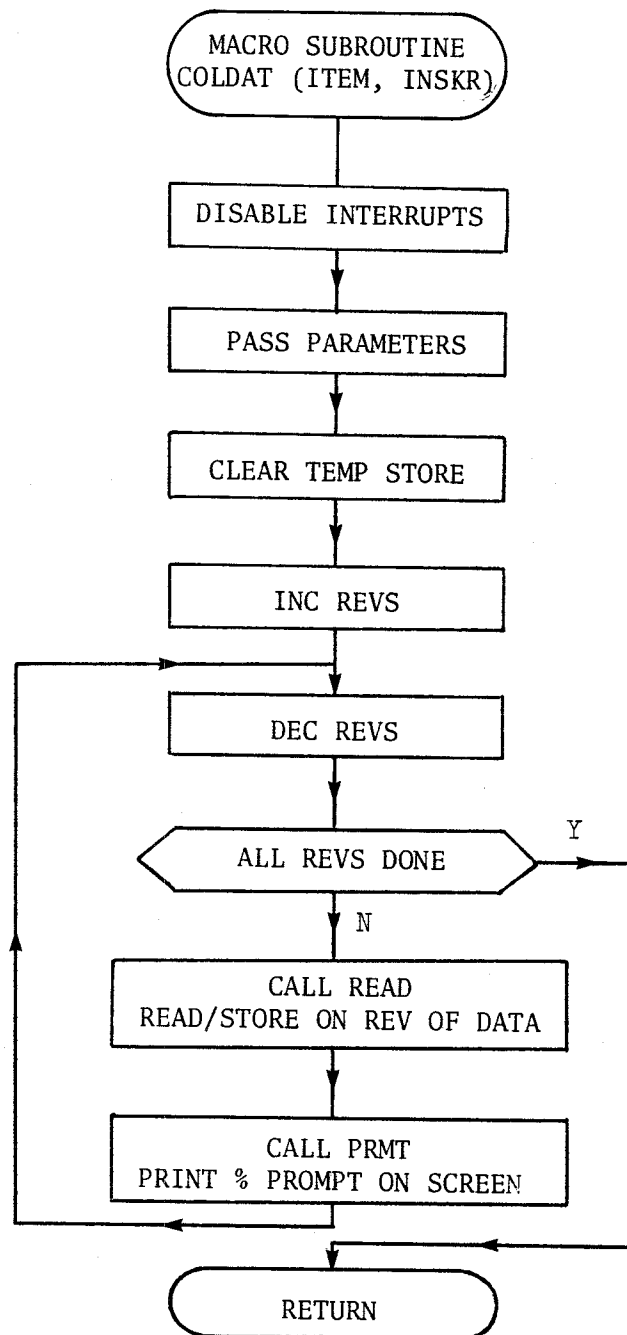 MACRO SUBROUTINE
COLDAT (ITEM, INSKR)
DISABLE INTERRUPTS
PASS PARAMETERS
CLEAR TEMP STORE
INC REVS
DEC REVS
ALL REVS DONE
Y
N
CALL READ
READ/STORE ON REV OF DATA
CALL PRMT
PRINT % PROMPT ON SCREEN
RETURN